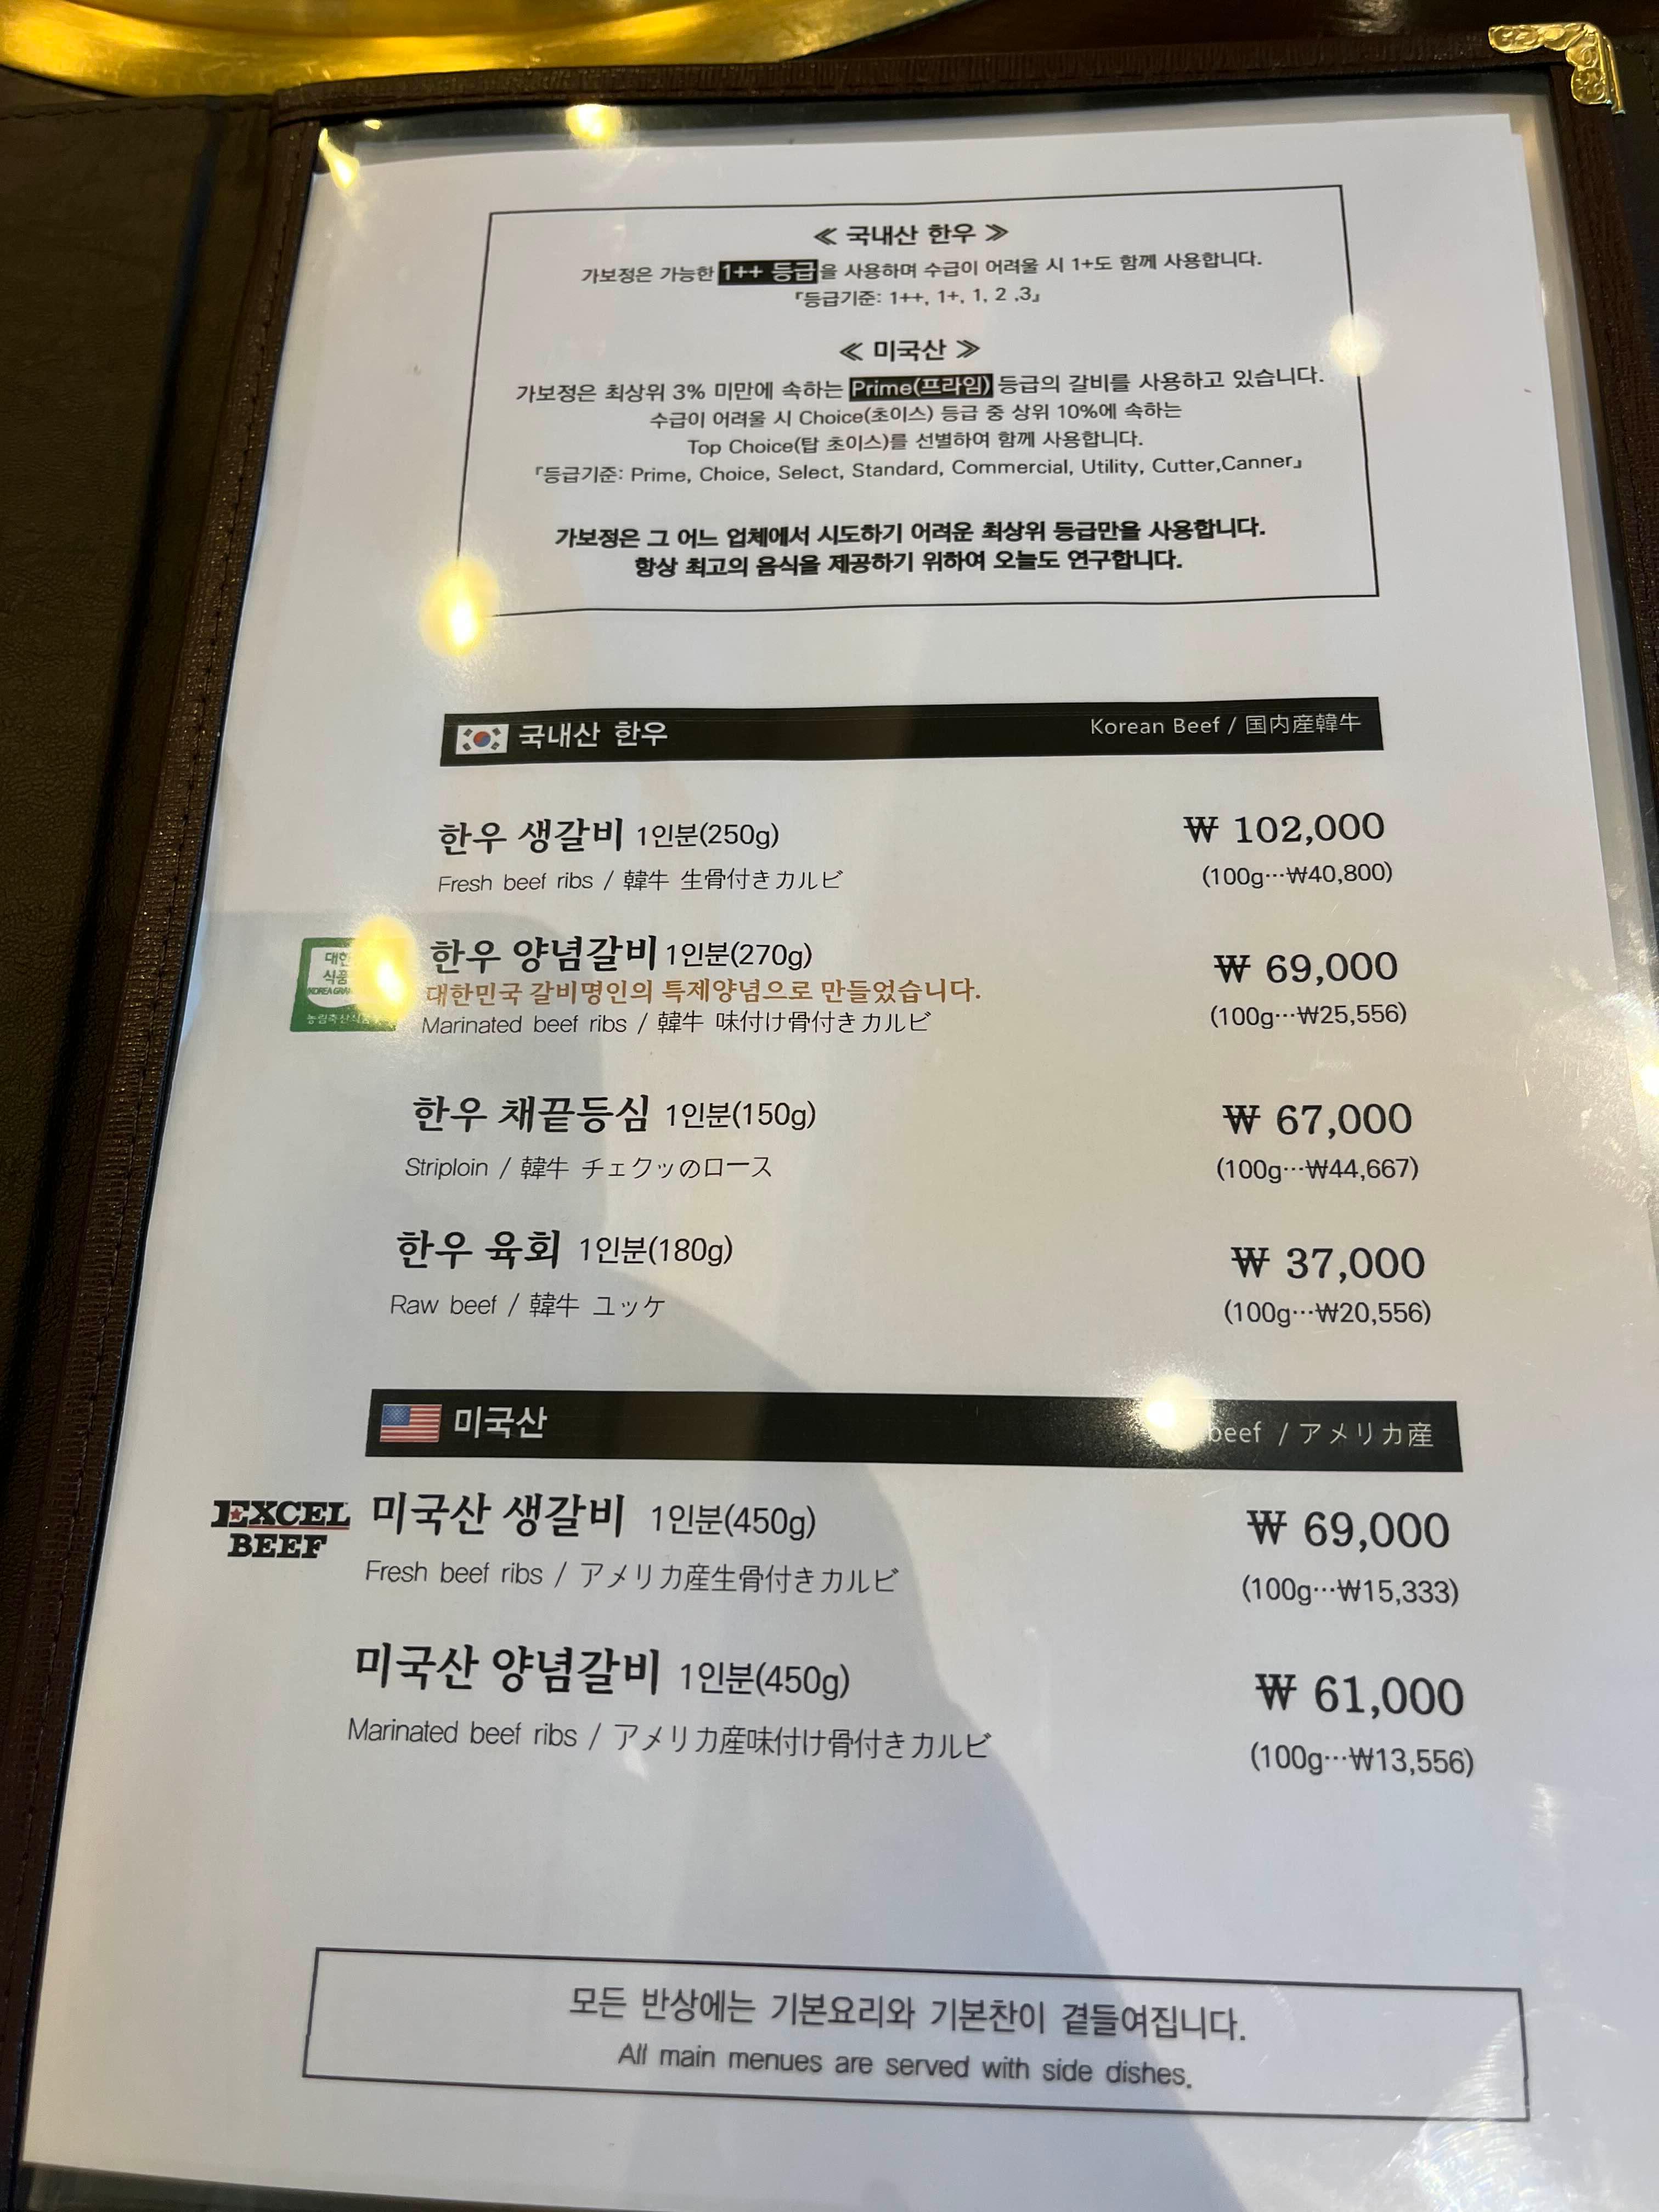 ≪ 국내산 한우 ≫
가보정은 가능한 1++ 등급을 사용하며 수급이 어려울 시 1+도 함께 사용합니다.
『등급기준: 1++, 1+, 1, 2 ,3』
≪ 미국산 ≫
가보정은 최상위 3% 미만에 속하는 Prime(프라임) 등급의 갈비를 사용하고 있습니다.
수급이 어려울 시 Choice(초이스) 등급 중 상위 10%에 속하는
Top Choice(탑 초이스)를 선별하여 함께 사용합니다.
『등급기준: Prime, Choice, Select, Standard, Commercial, Utility, Cutter,Canner』
가보정은 그 어느 업체에서 시도하기 어려운 최상위 등급만을 사용합니다.
항상 최고의 음식을 제공하기 위하여 오늘도 연구합니다.
국내산 한우 Korean Beef / 国内産韓牛
한우 생갈비 1인분(250g) ₩ 102,000
Fresh beef ribs / 韓牛 生骨付きカルビ (100g…₩40,800)
한우 양념갈비 1인분(270g) ₩ 69,000
대한민국 갈비명인의 특제양념으로 만들었습니다.
Marinated beef ribs / 韓牛 味付け骨付きカルビ (100g…₩25,556)
한우 채끝등심 1인분(150g) ₩ 67,000
Striploin / 韓牛 チェクッのロース (100g…₩44,667)
한우 육회 1인분(180g) ₩ 37,000
Raw beef / 韓牛 ユッケ (100g…₩20,556)
미국산 beef / アメリカ産
EXCEL
BEEF
미국산 생갈비 1인분(450g) ₩ 69,000
Fresh beef ribs / アメリカ産生骨付きカルビ (100g…₩15,333)
미국산 양념갈비 1인분(450g) ₩ 61,000
Marinated beef ribs / アメリカ産味付け骨付きカルビ (100g…₩13,556)
모든 반상에는 기본요리와 기본찬이 곁들여집니다.
All main menues are served with side dishes.